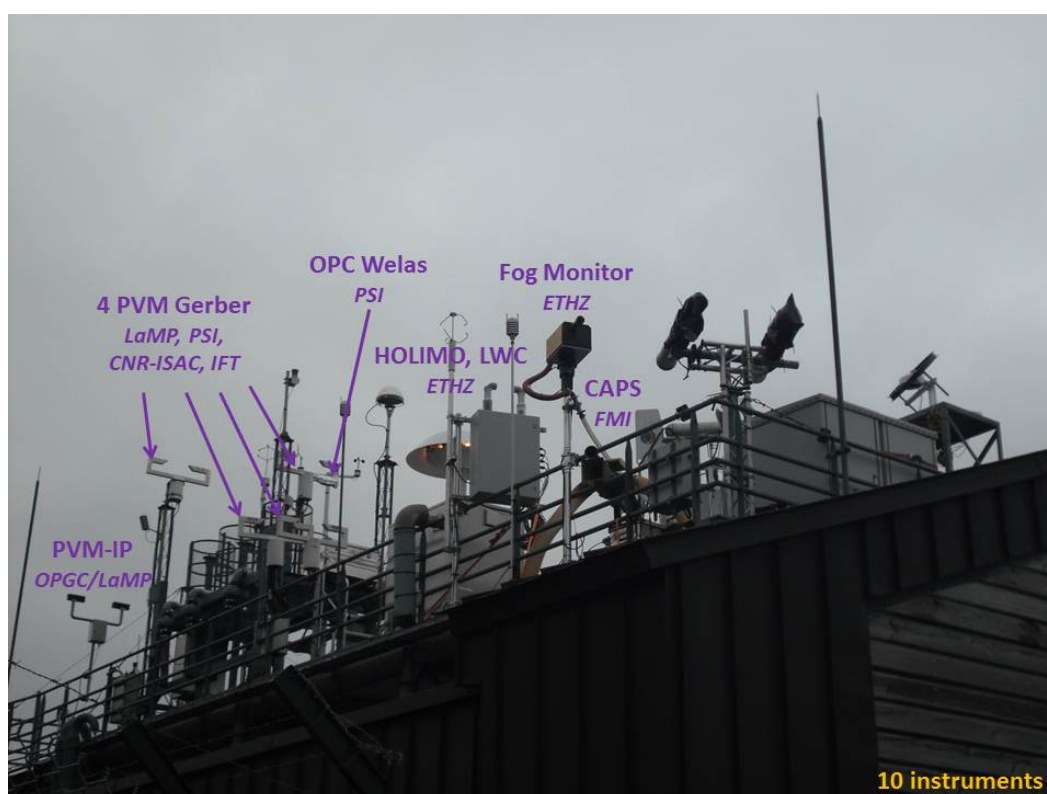 OPC Welas
PSI
Fog Monitor
ETHZ
4 PVM Gerber
LaMP, PSI,
CNR-ISAC, IFT
HOLIMO, LWC
ETHZ
CAPS
FMI
PVM-IP
OPGC/LaMP
10 instruments